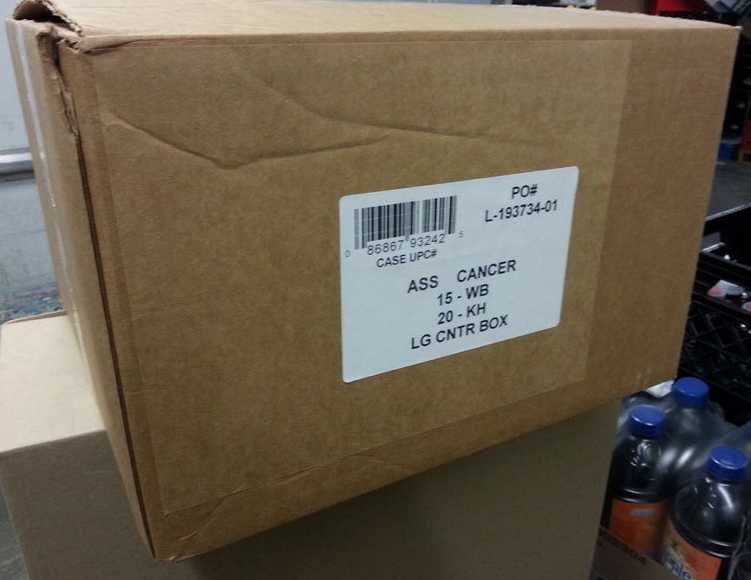 PO#
L-193734-01
0 86867 93242 5
CASE UPC#
ASS CANCER
15 - WB
20 - KH
LG CNTR BOX